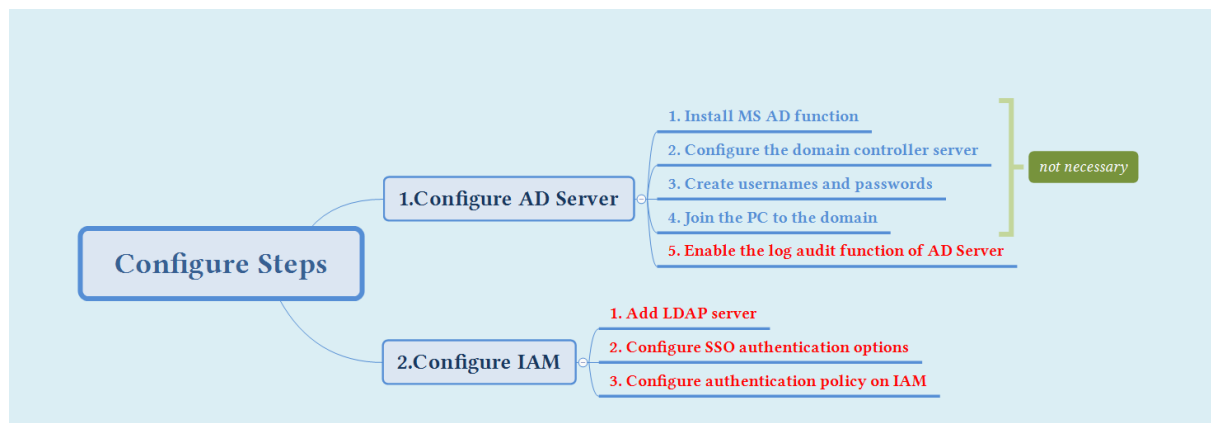 Configure Steps
1.Configure AD Server
1. Install MS AD function
2. Configure the domain controller server
3. Create usernames and passwords
4. Join the PC to the domain
not necessary
5. Enable the log audit function of AD Server
2.Configure IAM
1. Add LDAP server
2. Configure SSO authentication options
3. Configure authentication policy on IAM